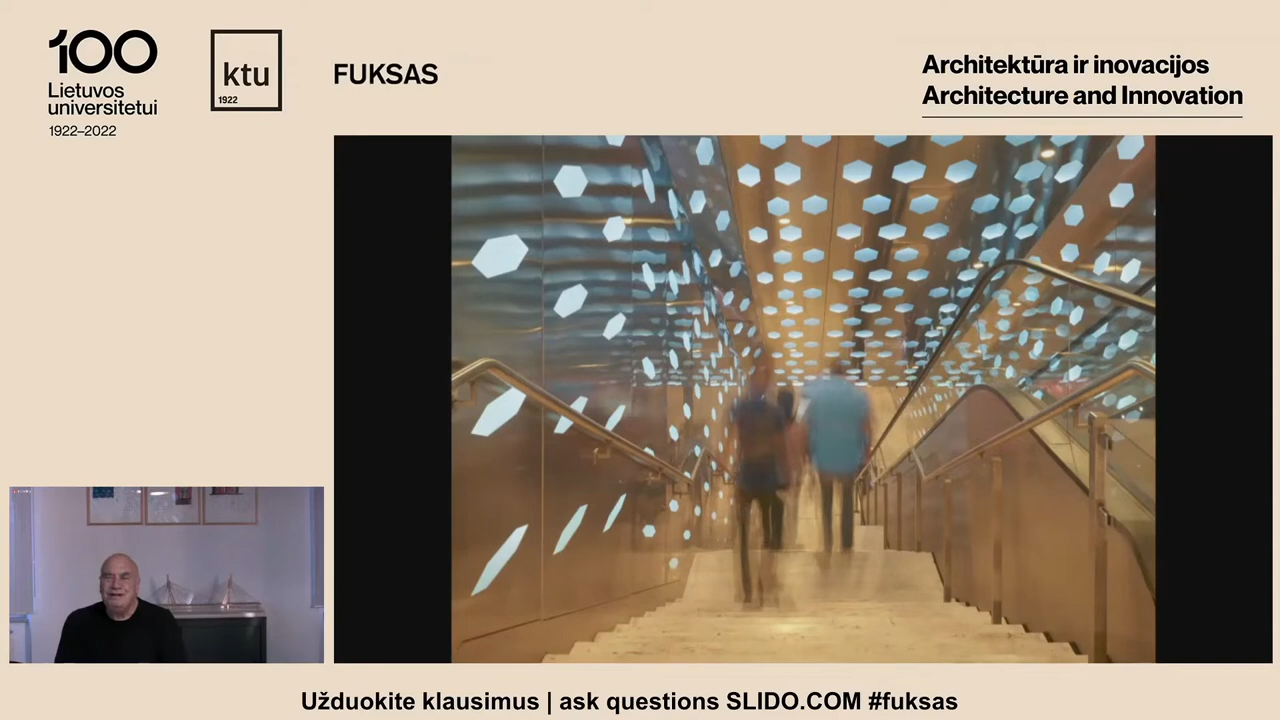 100
Lietuvos
universitetui
1922–2022
ktu
1922
FUKSAS
Architektūra ir inovacijos
Architecture and Innovation
Užduokite klausimus | ask questions SLIDO.COM #fuksas